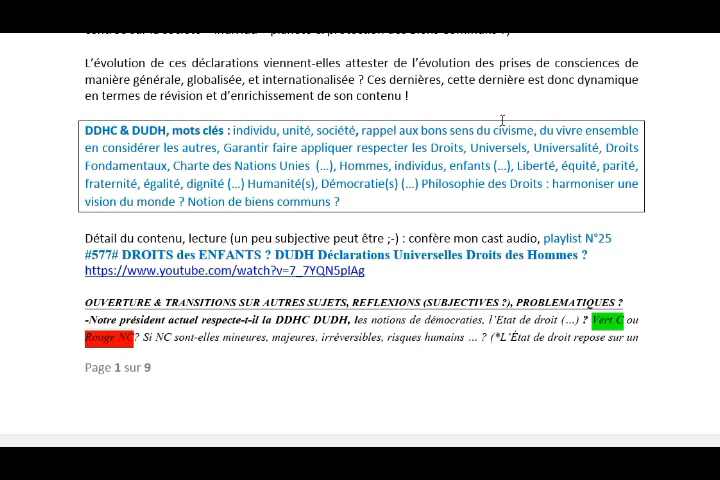 L'évolution de ces déclarations viennent-elles attester de l'évolution des prises de consciences de
manière générale, globalisée, et internationalisée ? Ces dernières, cette dernière est donc dynamique
en termes de révision et d'enrichissement de son contenu !
DDHC & DUDH, mots clés : individu, unité, société, rappel aux bons sens du civisme, du vivre ensemble
en considérer les autres, Garantir faire appliquer respecter les Droits, Universels, Universalité, Droits
Fondamentaux, Charte des Nations Unies (...), Hommes, individus, enfants (...), Liberté, équité, parité,
fraternité, égalité, dignité (...) Humanité(s), Démocratie(s) (...) Philosophie des Droits : harmoniser une
vision du monde ? Notion de biens communs ?
Détail du contenu, lecture (un peu subjective peut être ;-) : confère mon cast audio, playlist N°25
#577# DROITS des ENFANTS ? DUDH Déclarations Universelles Droits des Hommes ?
https://www.youtube.com/watch?v=7_7YQN5plAg
OUVERTURE & TRANSITIONS SUR AUTRES SUJETS, REFLEXIONS (SUBJECTIVES ?), PROBLEMATIQUES ?
-Notre président actuel respecte-t-il la DDHC DUDH, les notions de démocraties, l'Etat de droit (...) ? Vert C ou
Rouge NC? Si NC sont-elles mineures, majeures, irréversibles, risques humains ... ? (*L'État de droit repose sur un
Page 1 sur 9